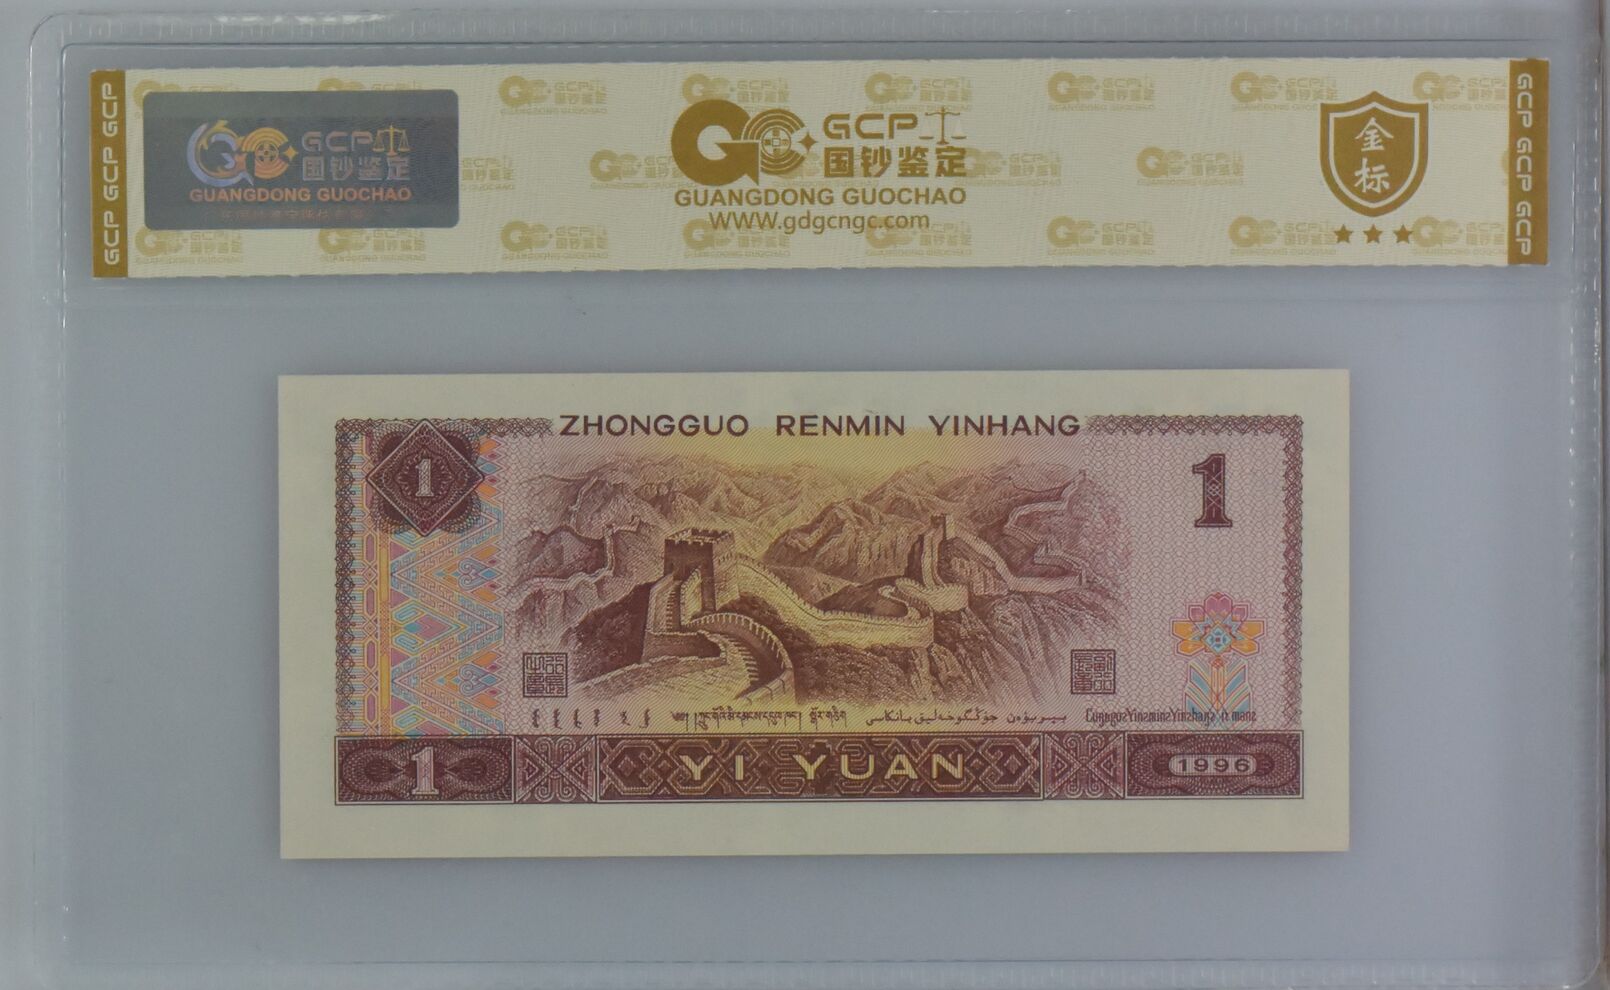 GCP GCP GCP
GCP
国钞鉴定
GUANGDONG GUOCHAO
GCP
国钞鉴定
GUANGDONG GUOCHAO
WWW.gdgcngc.com
金标
GCP GCP GCP
ZHONGGUO RENMIN YINHANG
1
1
1
YI YUAN
1996